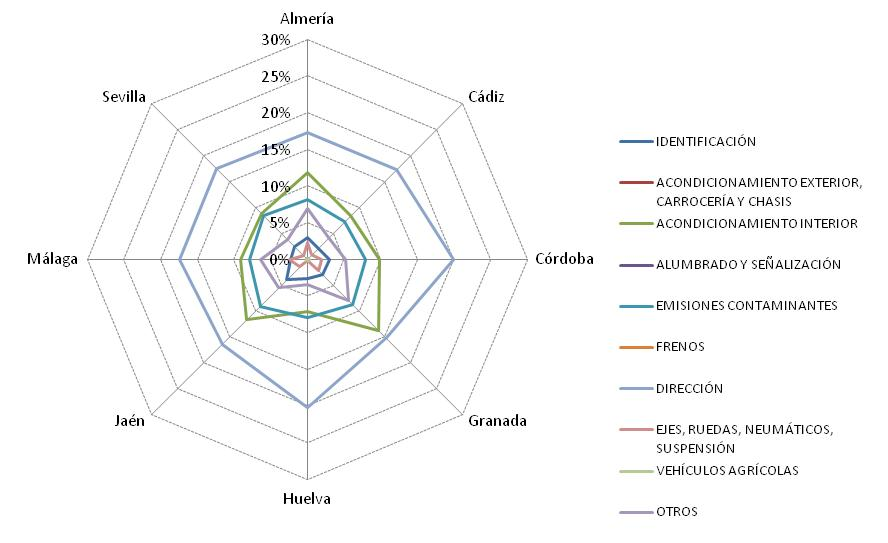 Almería
30%
25%
20%
15%
10%
5%
0%
Cádiz
Córdoba
Granada
Huelva
Jaén
Málaga
Sevilla
IDENTIFICACIÓN
ACONDICIONAMIENTO EXTERIOR,
CARROCERÍA Y CHASIS
ACONDICIONAMIENTO INTERIOR
ALUMBRADO Y SEÑALIZACIÓN
EMISIONES CONTAMINANTES
FRENOS
DIRECCIÓN
EJES, RUEDAS, NEUMÁTICOS,
SUSPENSIÓN
VEHÍCULOS AGRÍCOLAS
OTROS